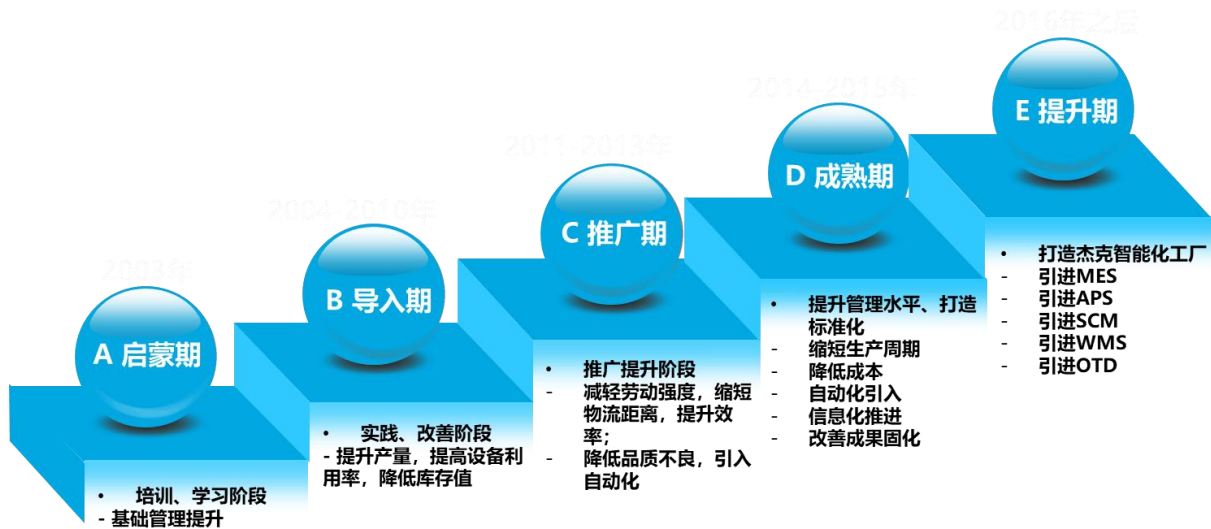 2003年
A 启蒙期
• 培训、学习阶段
- 基础管理提升
2004-2010年
B 导入期
• 实践、改善阶段
- 提升产量，提高设备利
用率，降低库存值
2011-2013年
C 推广期
• 推广提升阶段
- 减轻劳动强度，缩短
物流距离，提升效
率；
- 降低品质不良，引入
自动化
2014-2015年
D 成熟期
• 提升管理水平、打造
标准化
- 缩短生产周期
- 降低成本
- 自动化引入
- 信息化推进
- 改善成果固化
2016年之后
E 提升期
• 打造杰克智能化工厂
- 引进MES
- 引进APS
- 引进SCM
- 引进WMS
- 引进OTD